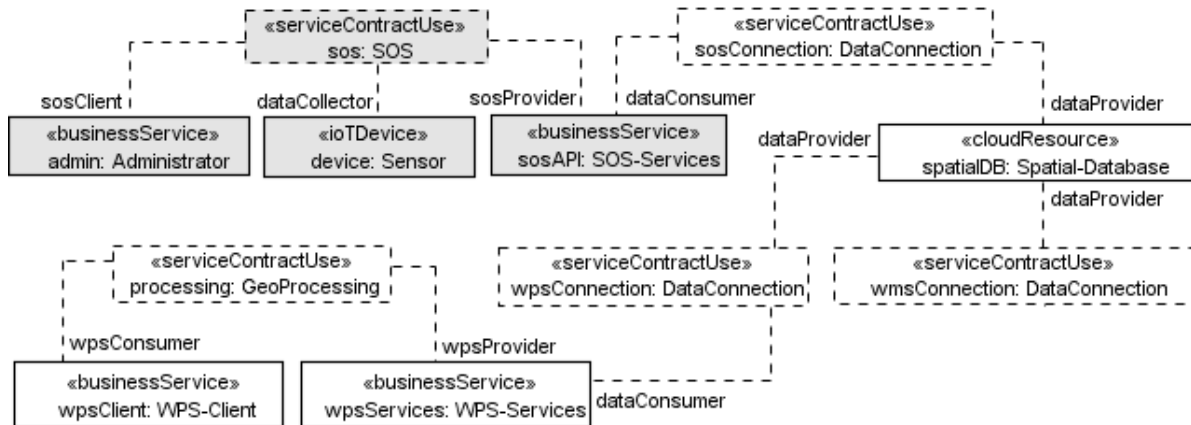 «serviceContractUse»
sos: SOS
«serviceContractUse»
sosConnection: DataConnection
sosClient
dataCollector
sosProvider
dataConsumer
dataProvider
«businessService»
admin: Administrator
«ioTDevice»
device: Sensor
«businessService»
sosAPI: SOS-Services
dataProvider
«cloudResource»
spatialDB: Spatial-Database
dataProvider
«serviceContractUse»
processing: GeoProcessing
«serviceContractUse»
wpsConnection: DataConnection
«serviceContractUse»
wmsConnection: DataConnection
wpsConsumer
wpsProvider
«businessService»
wpsClient: WPS-Client
«businessService»
wpsServices: WPS-Services
dataConsumer